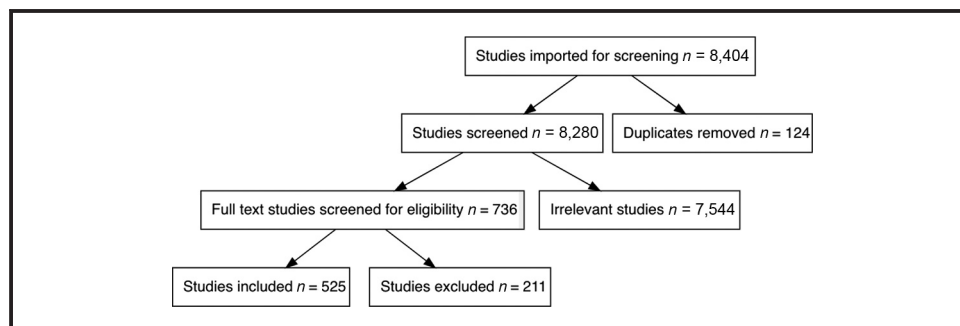 Studies imported for screening n = 8,404
Studies screened n = 8,280
Duplicates removed n = 124
Full text studies screened for eligibility n = 736
Irrelevant studies n = 7,544
Studies included n = 525
Studies excluded n = 211